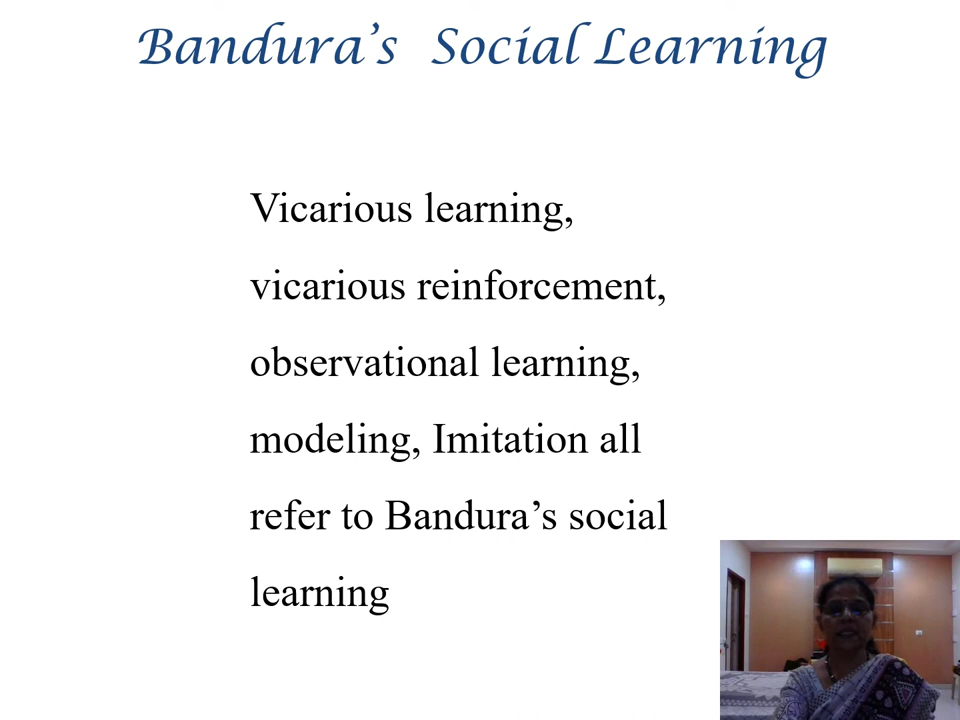 Bandura’s Social Learning
Vicarious learning,
vicarious reinforcement,
observational learning,
modeling, Imitation all
refer to Bandura’s social
learning